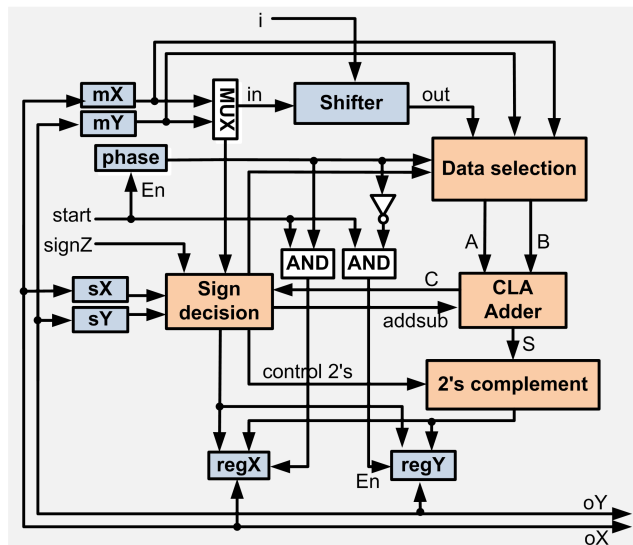 i
mX
mY
MUX
in
Shifter
out
phase
Data selection
En
start
signZ
AND
AND
A
B
sX
sY
Sign
decision
C
addsub
CLA
Adder
S
control 2's
2's complement
regX
regY
En
oY
oX